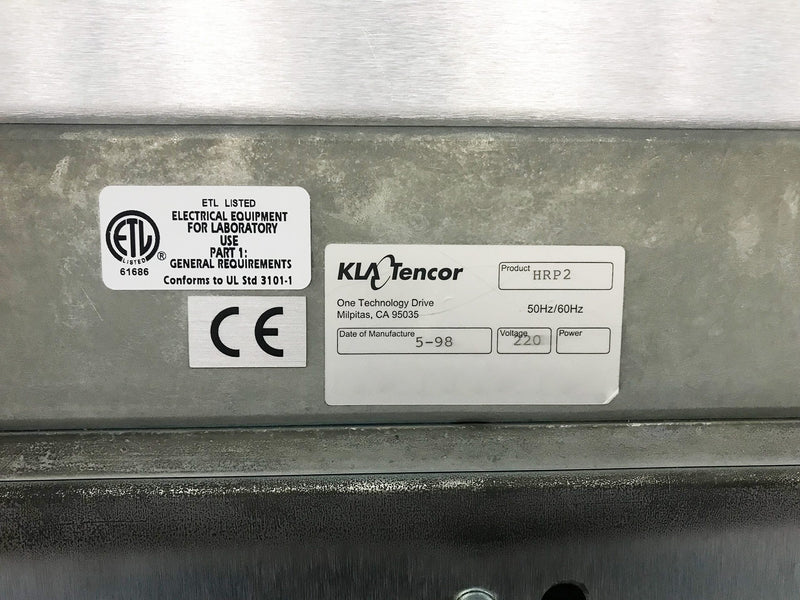 ETL LISTED
ELECTRICAL EQUIPMENT
FOR LABORATORY
USE
PART 1:
GENERAL REQUIREMENTS
Conforms to UL Std 3101-1
ETL
LISTED
®
61686
CE
KLA Tencor
One Technology Drive
Milpitas, CA 95035
Product HRP2
50Hz/60Hz
Date of Manufacture 5-98
Voltage 220
Power